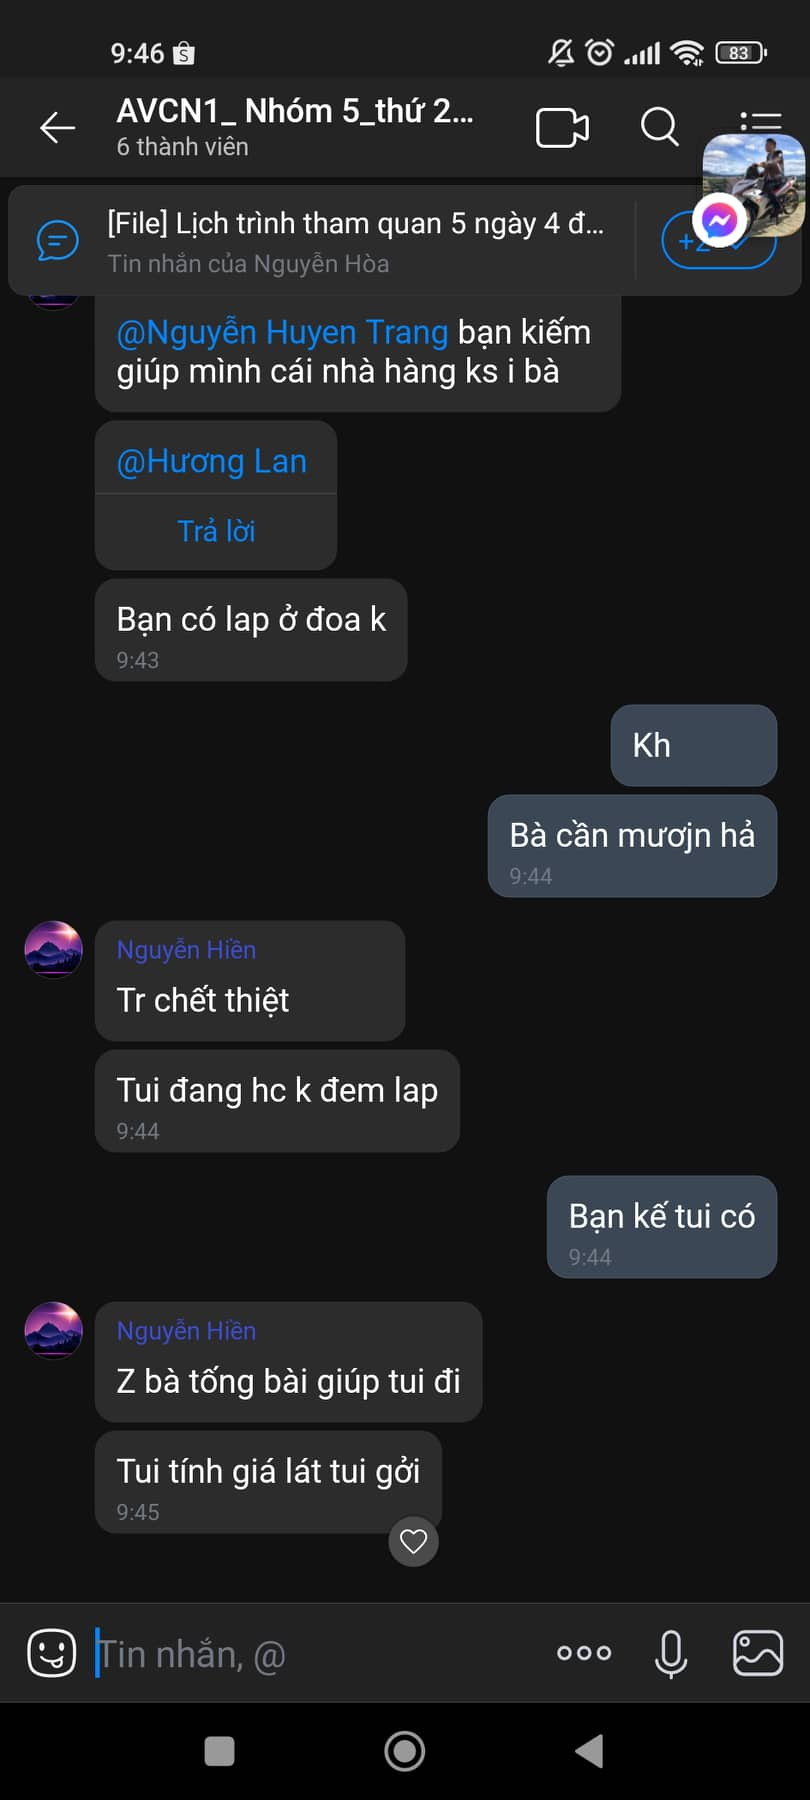 9:46
83
AVCN1_ Nhóm 5_thứ 2...
6 thành viên
[File] Lịch trình tham quan 5 ngày 4 đ...
Tin nhắn của Nguyễn Hòa
+2
@Nguyễn Huyen Trang bạn kiếm
giúp mình cái nhà hàng ks i bà
@Hương Lan
Trả lời
Bạn có lap ở đoa k
9:43
Kh
Bà cần mươjn hả
9:44
Nguyễn Hiền
Tr chết thiệt
Tui đang hc k đem lap
9:44
Bạn kế tui có
9:44
Nguyễn Hiền
Z bà tống bài giúp tui đi
Tui tính giá lát tui gởi
9:45
Tin nhắn, @